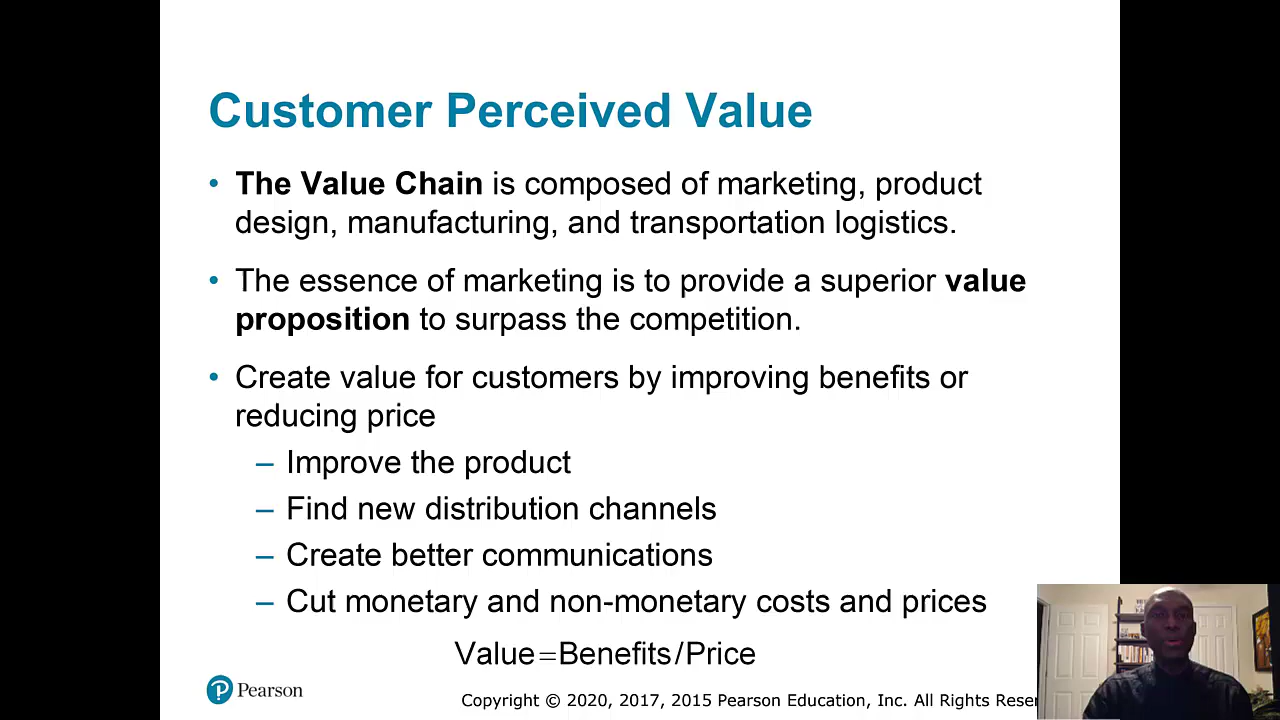 Customer Perceived Value
• The Value Chain is composed of marketing, product
design, manufacturing, and transportation logistics.
• The essence of marketing is to provide a superior value
proposition to surpass the competition.
• Create value for customers by improving benefits or
reducing price
– Improve the product
– Find new distribution channels
– Create better communications
– Cut monetary and non-monetary costs and prices
Value=Benefits/Price
P Pearson
Copyright © 2020, 2017, 2015 Pearson Education, Inc. All Rights